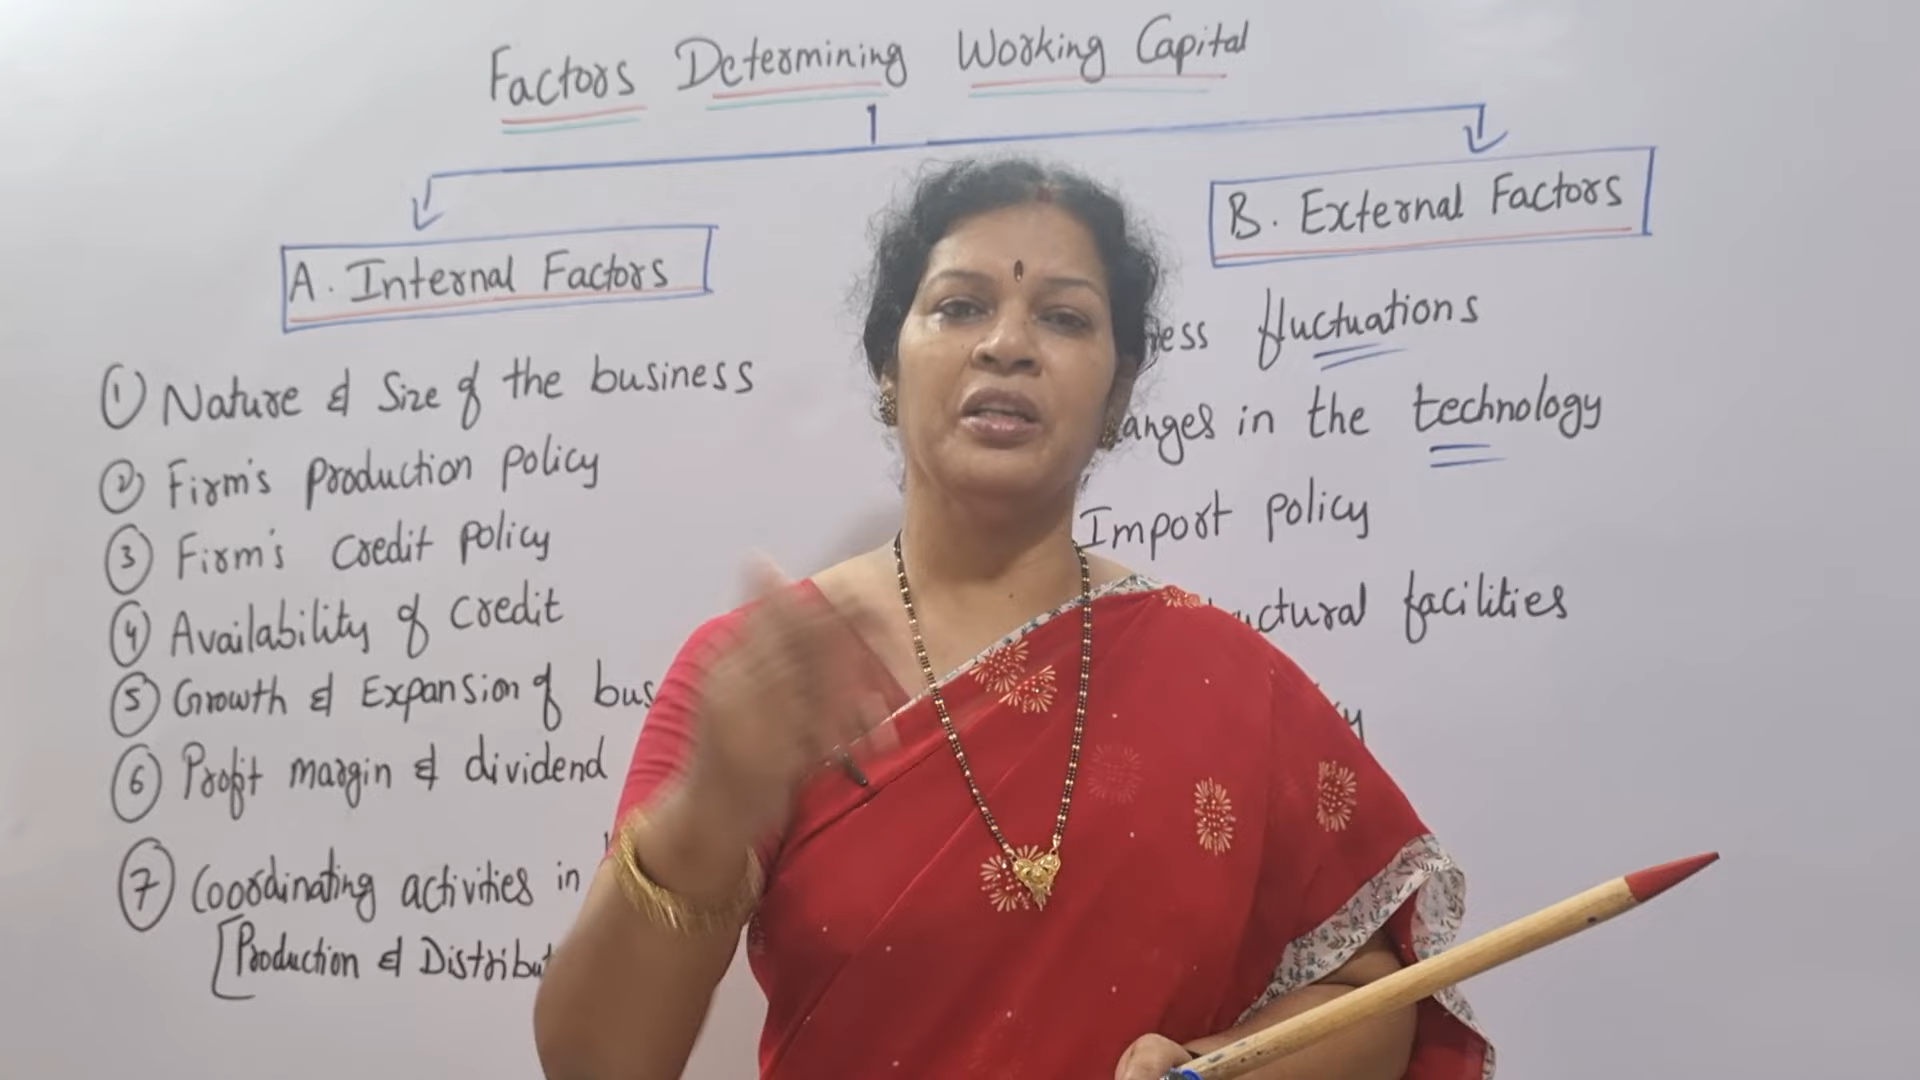 Factors Determining Working Capital
A. Internal Factors
① Nature & Size of the business
② Firm's production policy
③ Firm's credit policy
④ Availability of credit
⑤ Growth & Expansion of
⑥ Profit margin & dividend
⑦ Coordinating activities in
[Production &
B. External Factors
fluctuations
in the technology
Import policy
facilities